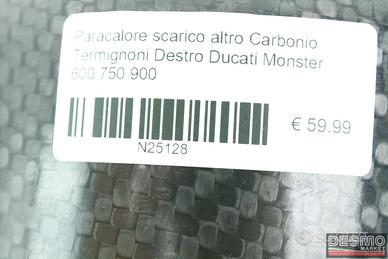 Paracalore scarico altro Carbonio
Termignoni Destro Ducati Monster
600 750 900
€ 59.99
N25128
DESMO
MARKET